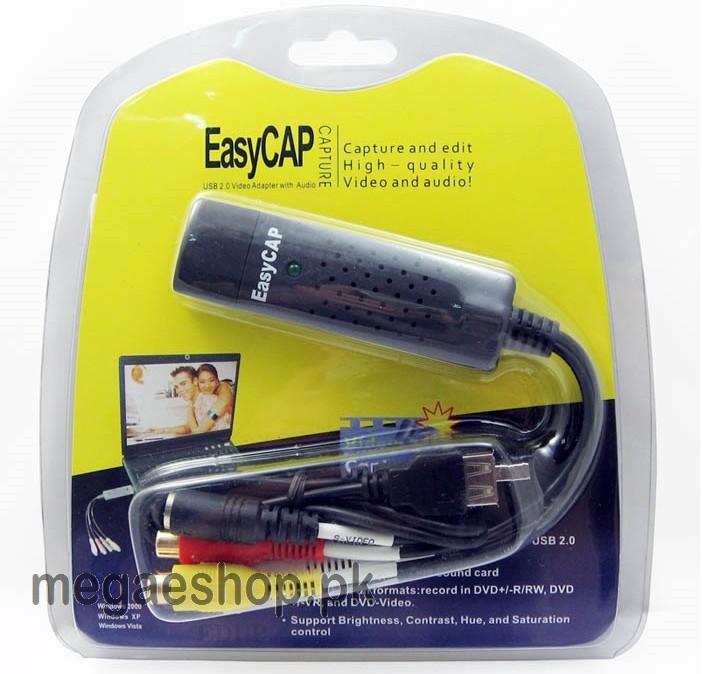 EasyCAP
CAPTURE
USB 2.0 Video Adapter with Audio
Capture and edit
High-quality
Video and audio!
EasyCAP
S-VIDEO
USB 2.0
sound card
formats:record in DVD+/-R/RW, DVD
+/-VR, and DVD-Video.
• Support Brightness, Contrast, Hue, and Saturation
control
Windows 2000
Windows XP
Windows Vista
megaeshop.pk